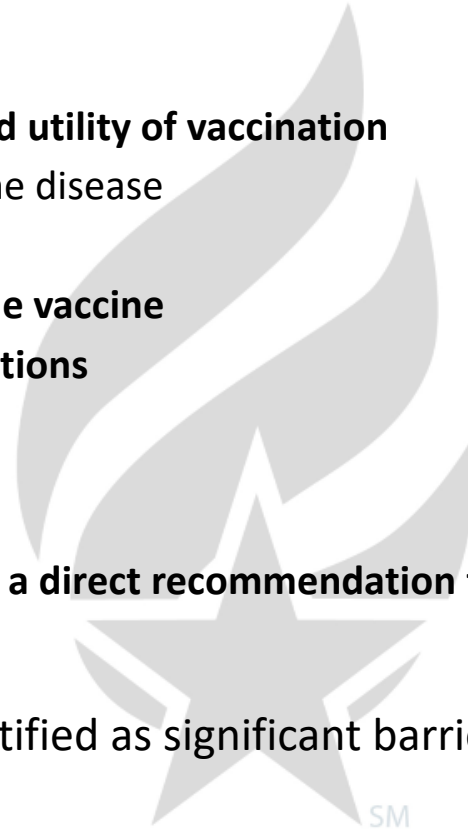 d utility of vaccination
ne disease
e vaccine
tions
a direct recommendation
tified as significant barri
SM